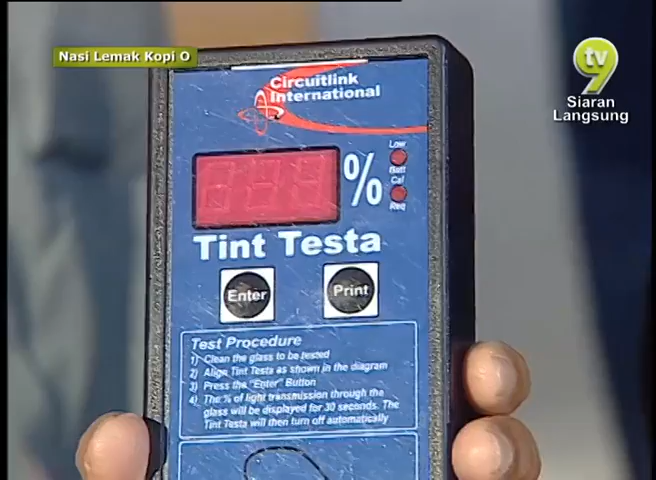 Nasi Lemak Kopi O
tv
9
Siaran
Langsung
Circuitlink
International
Low
Batt
Cal
Req
%
Tint Testa
Enter
Print
Test Procedure
1) Clean the glass to be tested
2) Align Tint Testa as shown in the diagram
3) Press the "Enter" Button
4) The % of light transmission through the
glass will be displayed for 30 seconds. The
Tint Testa will then turn off automatically